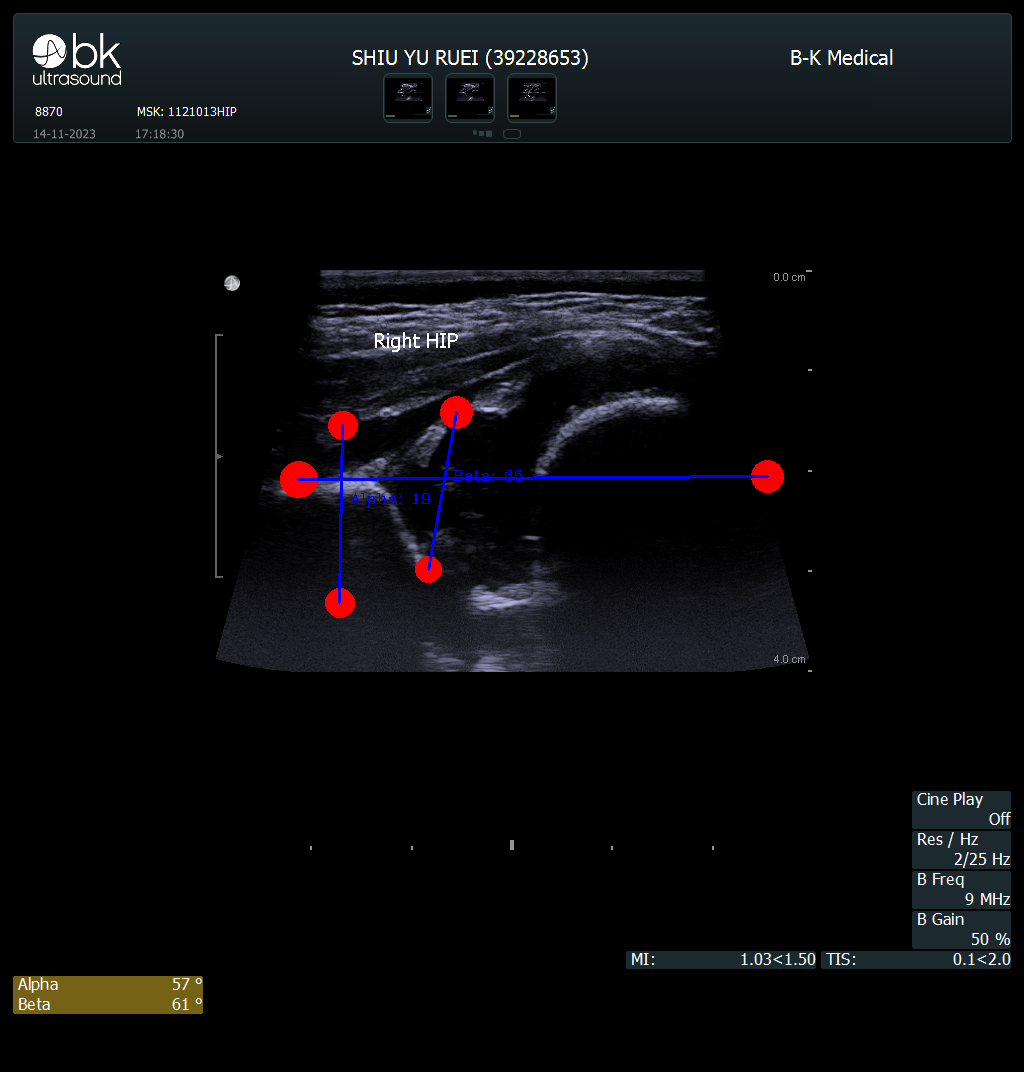 bk
ultrasound
SHIU YU RUEI (39228653)
B-K Medical
8870
MSK: 1121013HIP
14-11-2023
17:18:30
0.0 cm
Right HIP
Alpha: 19
4.0 cm
Cine Play
Off
Res / Hz
2/25 Hz
B Freq
9 MHz
B Gain
50 %
MI: 1.03<1.50
TIS: 0.1<2.0
Alpha 57 º
Beta 61 º